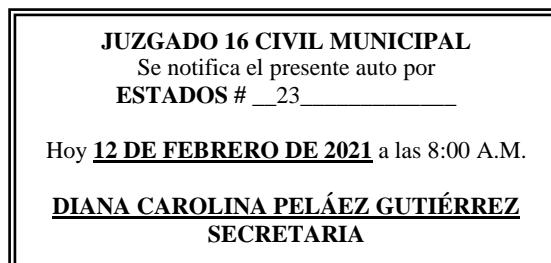 JUZGADO 16 CIVIL MUNICIPAL
Se notifica el presente auto por
ESTADOS # __23_____________
Hoy 12 DE FEBRERO DE 2021 a las 8:00 A.M.
DIANA CAROLINA PELÁEZ GUTIÉRREZ
SECRETARIA